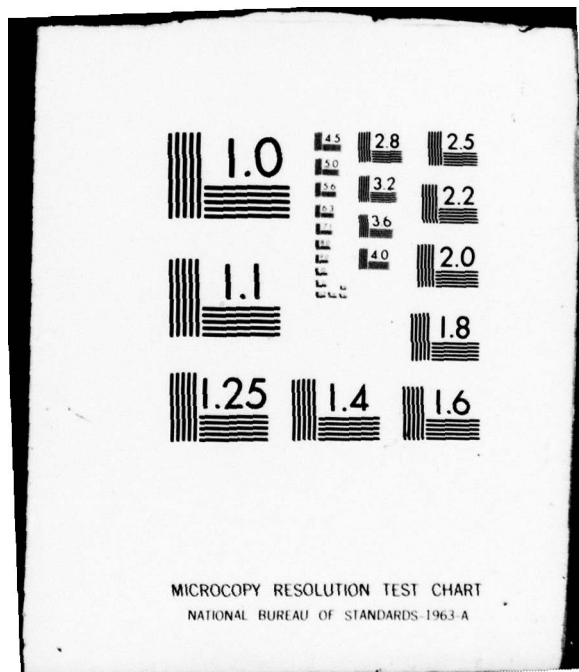 1.0 4.5 2.8 2.5
5.0
5.6 3.2 2.2
6.3
3.6
1.1 4.0 2.0
1.8
1.25 1.4 1.6
MICROCOPY RESOLUTION TEST CHART
NATIONAL BUREAU OF STANDARDS-1963-A